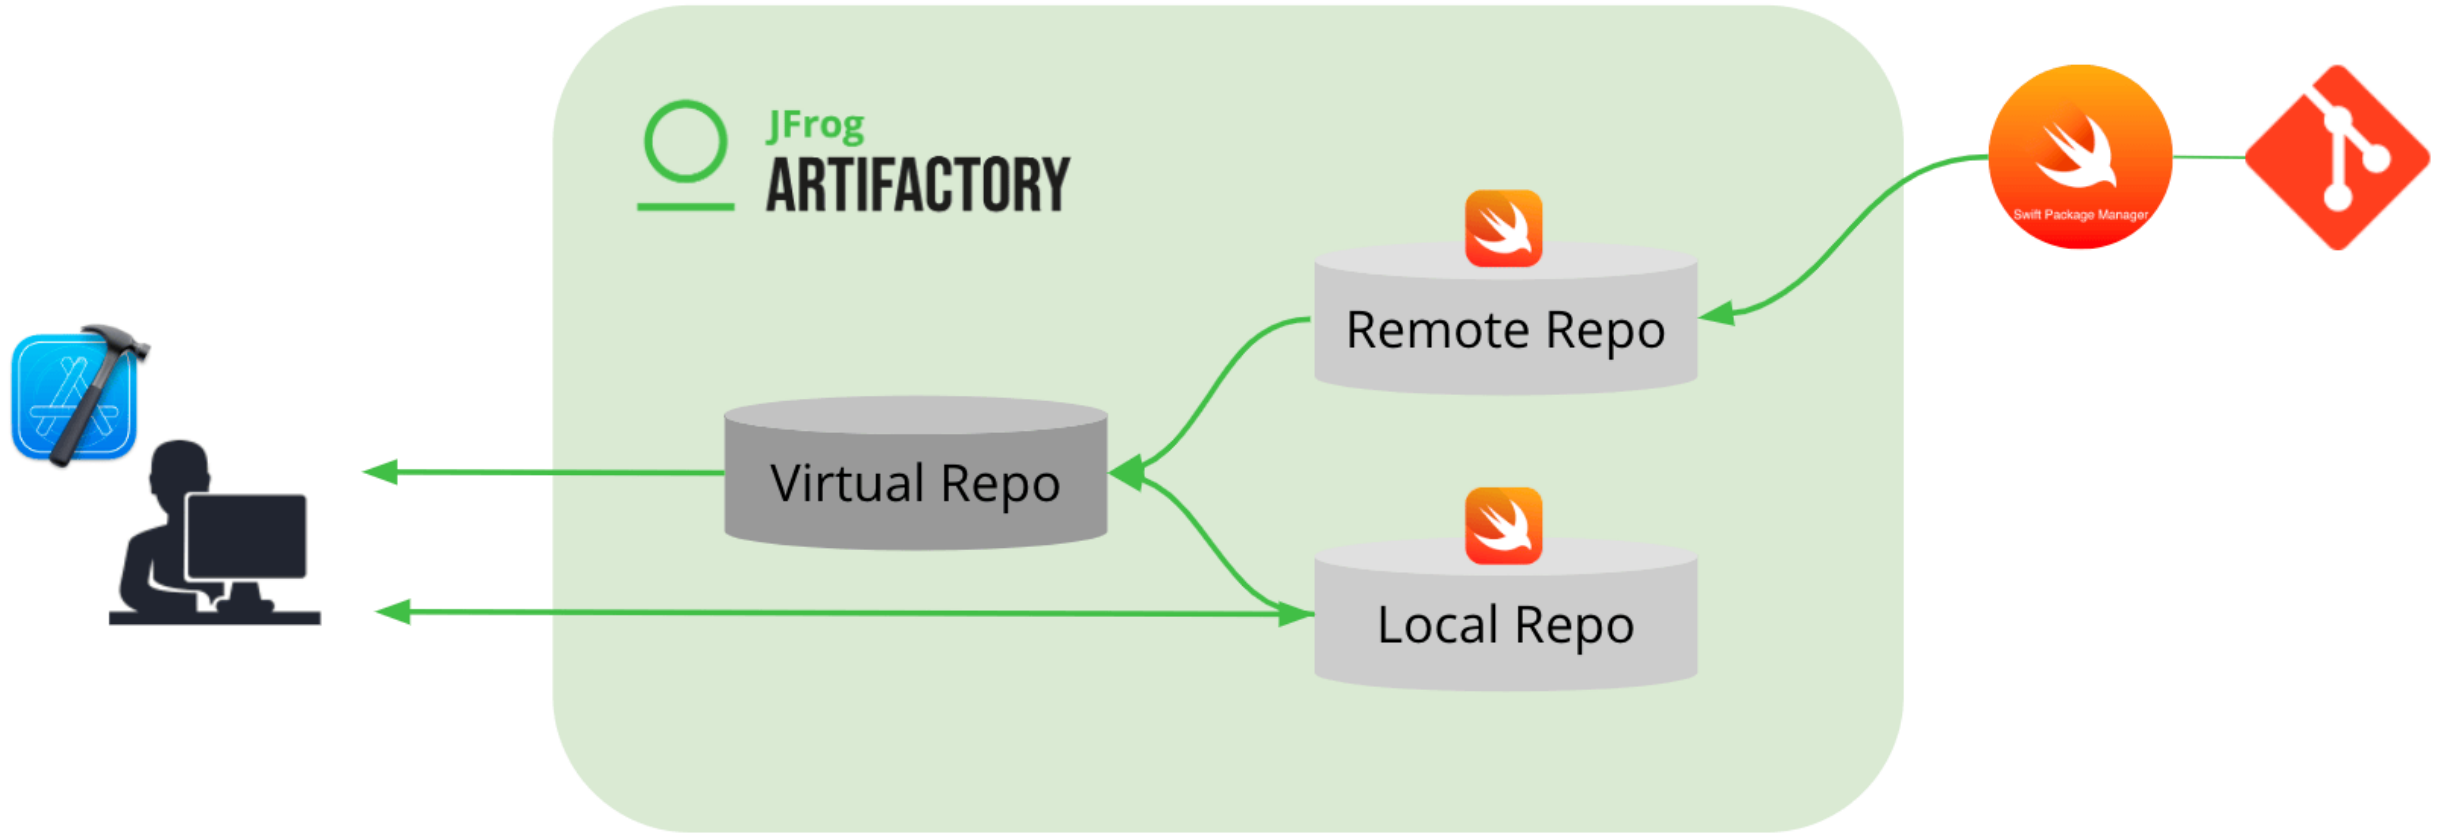 JFrog
ARTIFACTORY
Swift Package Manager
Remote Repo
Virtual Repo
Local Repo